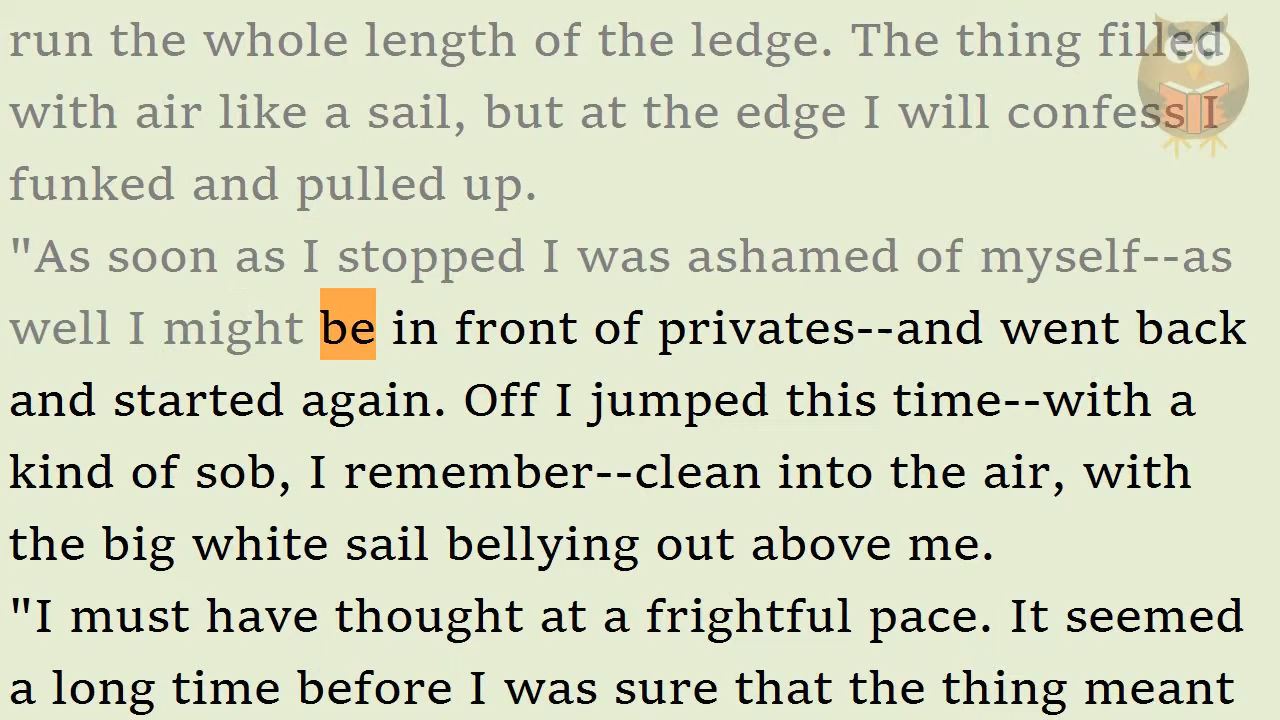 run the whole length of the ledge. The thing filled
with air like a sail, but at the edge I will confess I
funked and pulled up.
"As soon as I stopped I was ashamed of myself--as
well I might be in front of privates--and went back
and started again. Off I jumped this time--with a
kind of sob, I remember--clean into the air, with
the big white sail bellying out above me.
"I must have thought at a frightful pace. It seemed
a long time before I was sure that the thing meant